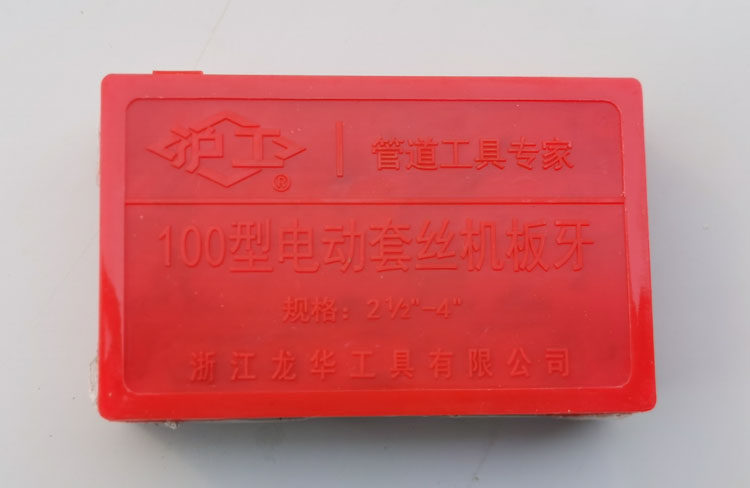 沪工® | 管道工具专家
100型电动套丝机板牙
规格：2½"-4"
浙江龙华工具有限公司